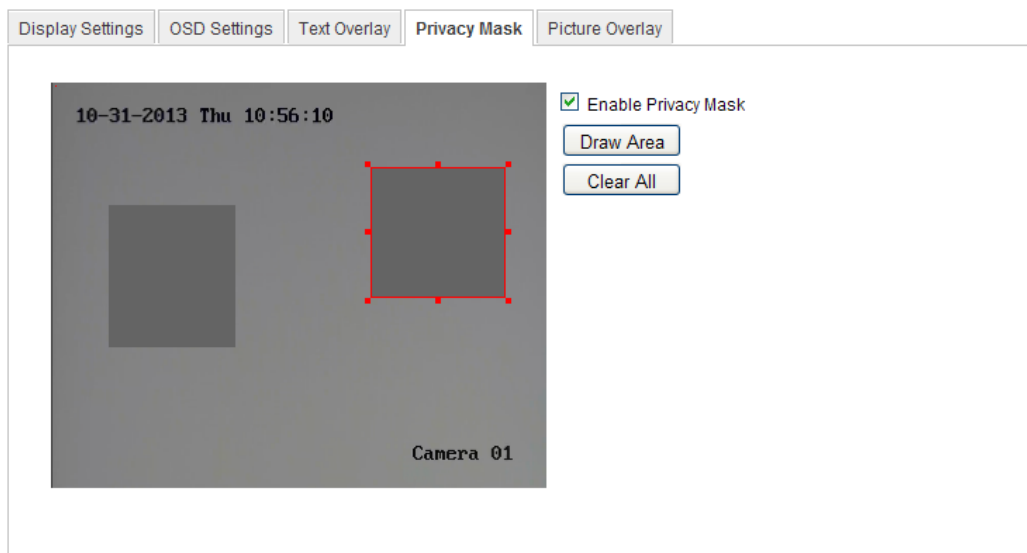 Display Settings OSD Settings Text Overlay Privacy Mask Picture Overlay
10-31-2013 Thu 10:56:10
Enable Privacy Mask
Draw Area
Clear All
Camera 01